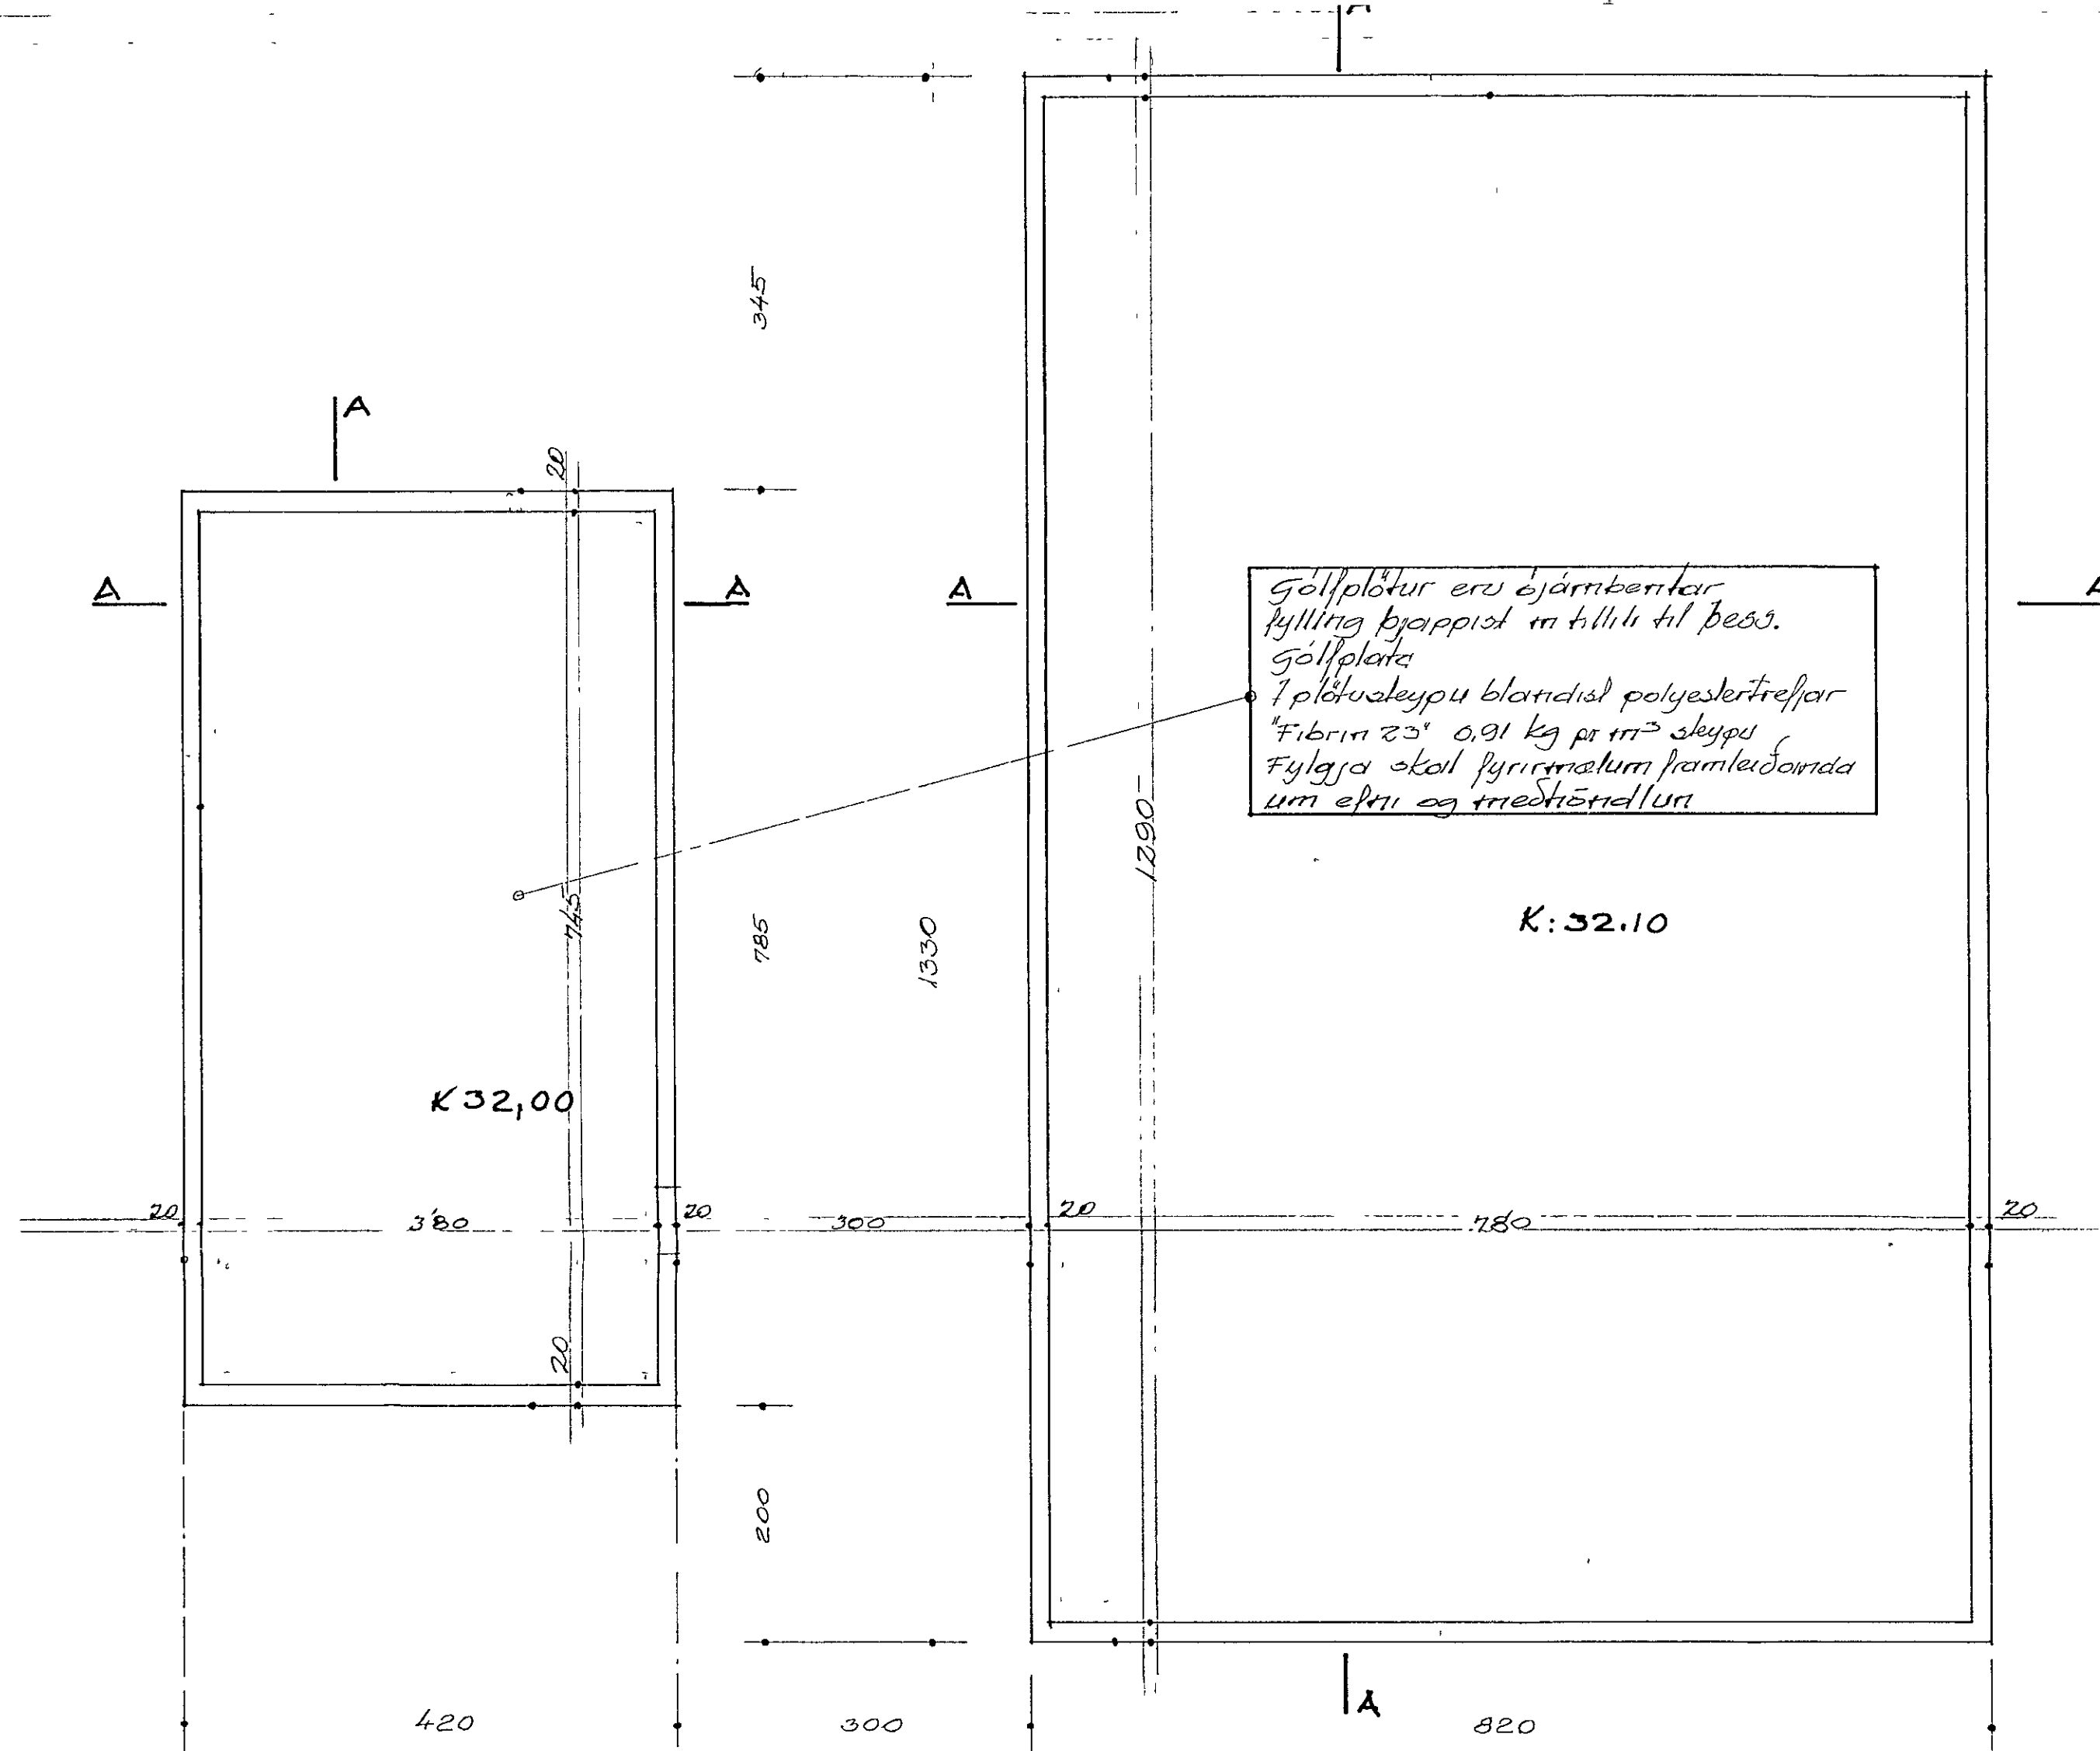 A
345
A
20
A
A
A
A
Gólfplötur eru ójárnbentar
fylling þjappist m tilliti til þess.
Gólfplata
Í plötusteypu blandist polyestertrefjar
"Fibrin 23" 0,91 kg pr m³ steypu
Fylgja skal fyrirmælum framleiðanda
um efni og meðhöndlun
745
785
1330
1290
K:32.10
K 32,00
20
380
20
300
20
780
20
20
200
A
420
300
820